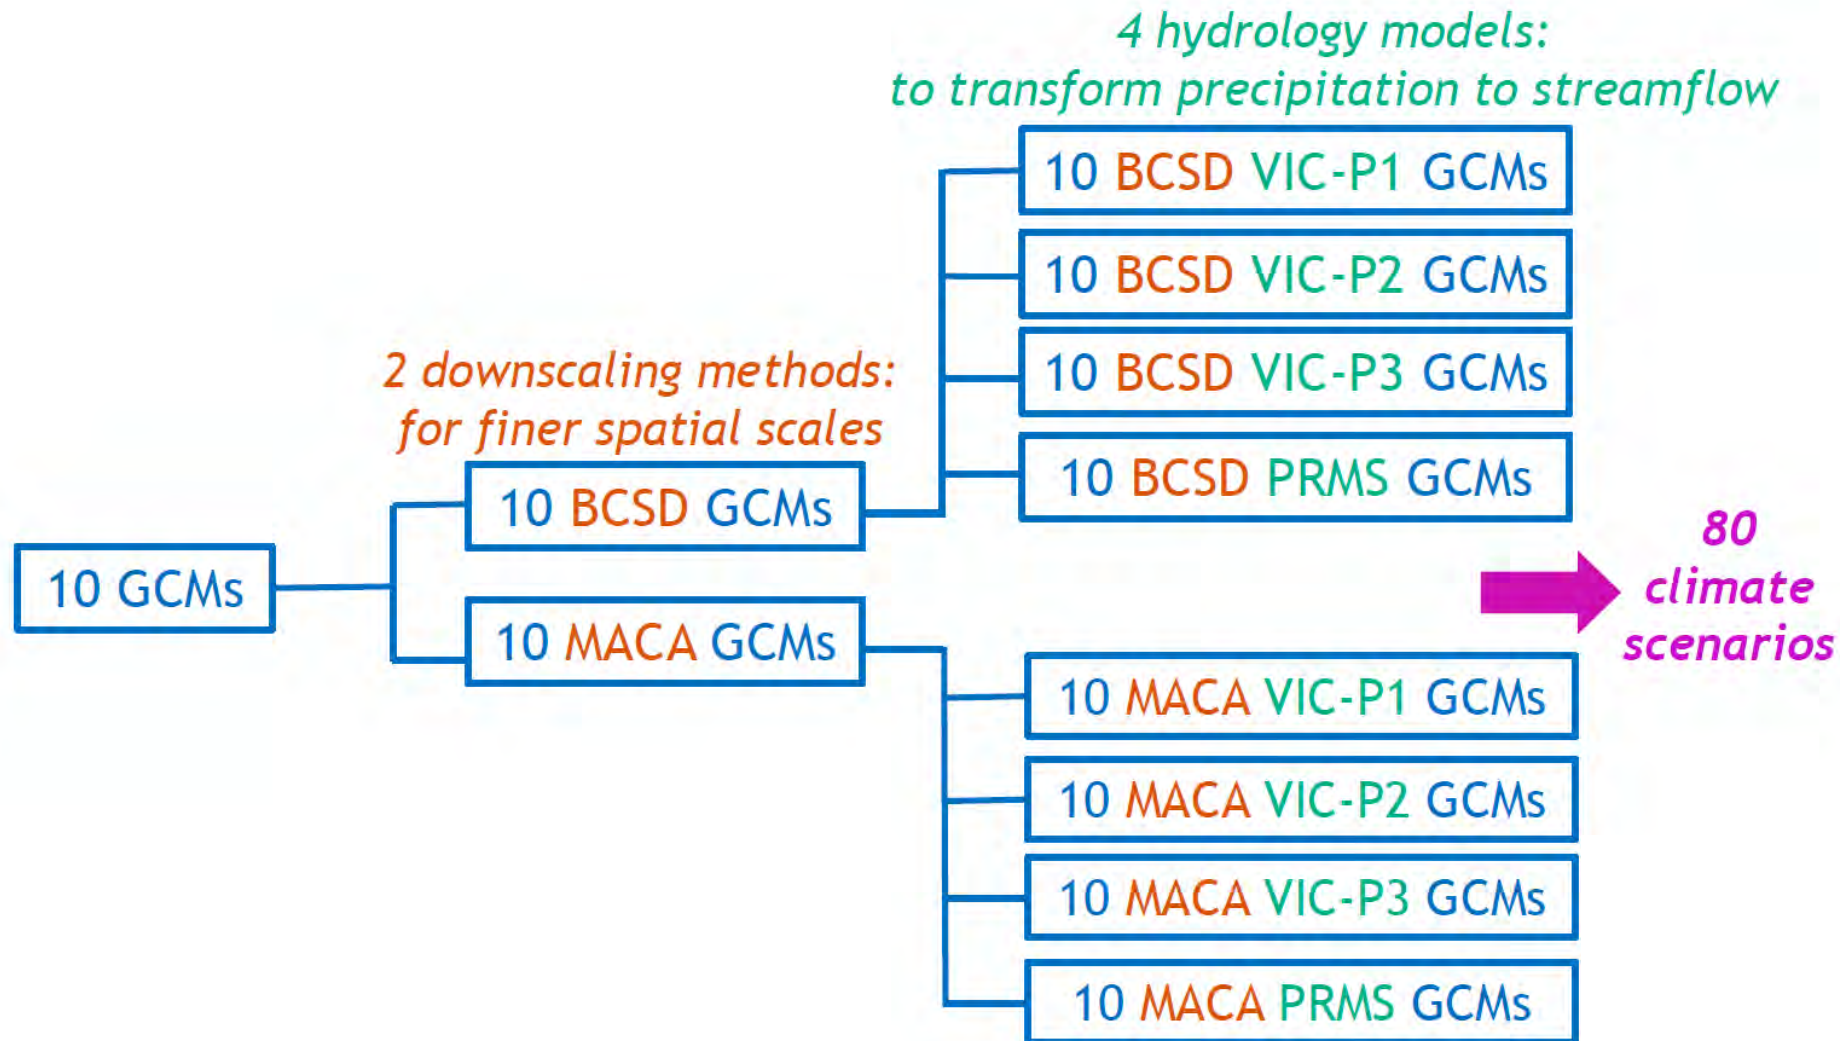 4 hydrology models:
to transform precipitation to streamflow
10 BCSD VIC-P1 GCMs
10 BCSD VIC-P2 GCMs
10 BCSD VIC-P3 GCMs
10 BCSD PRMS GCMs
2 downscaling methods:
for finer spatial scales
10 BCSD GCMs
10 GCMs
10 MACA GCMs
10 MACA VIC-P1 GCMs
10 MACA VIC-P2 GCMs
10 MACA VIC-P3 GCMs
10 MACA PRMS GCMs
80
climate
scenarios